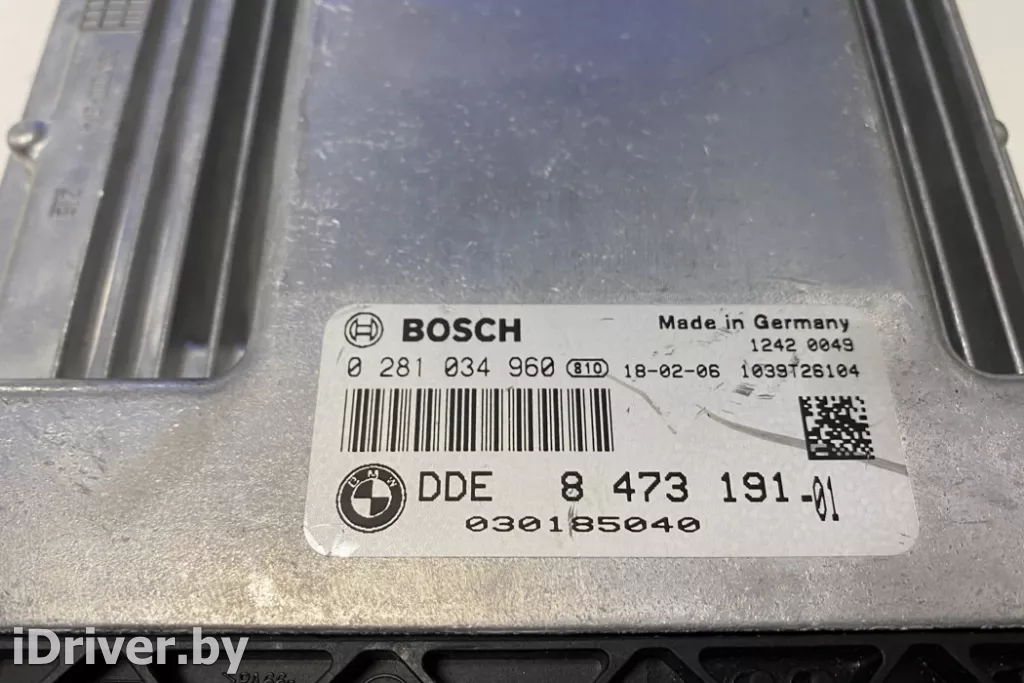 BOSCH
Made in Germany
1242 0049
0 281 034 960 810 18-02-06 1039T26104
BMW
DDE 8 473 191-01
030185040
iDriver.by